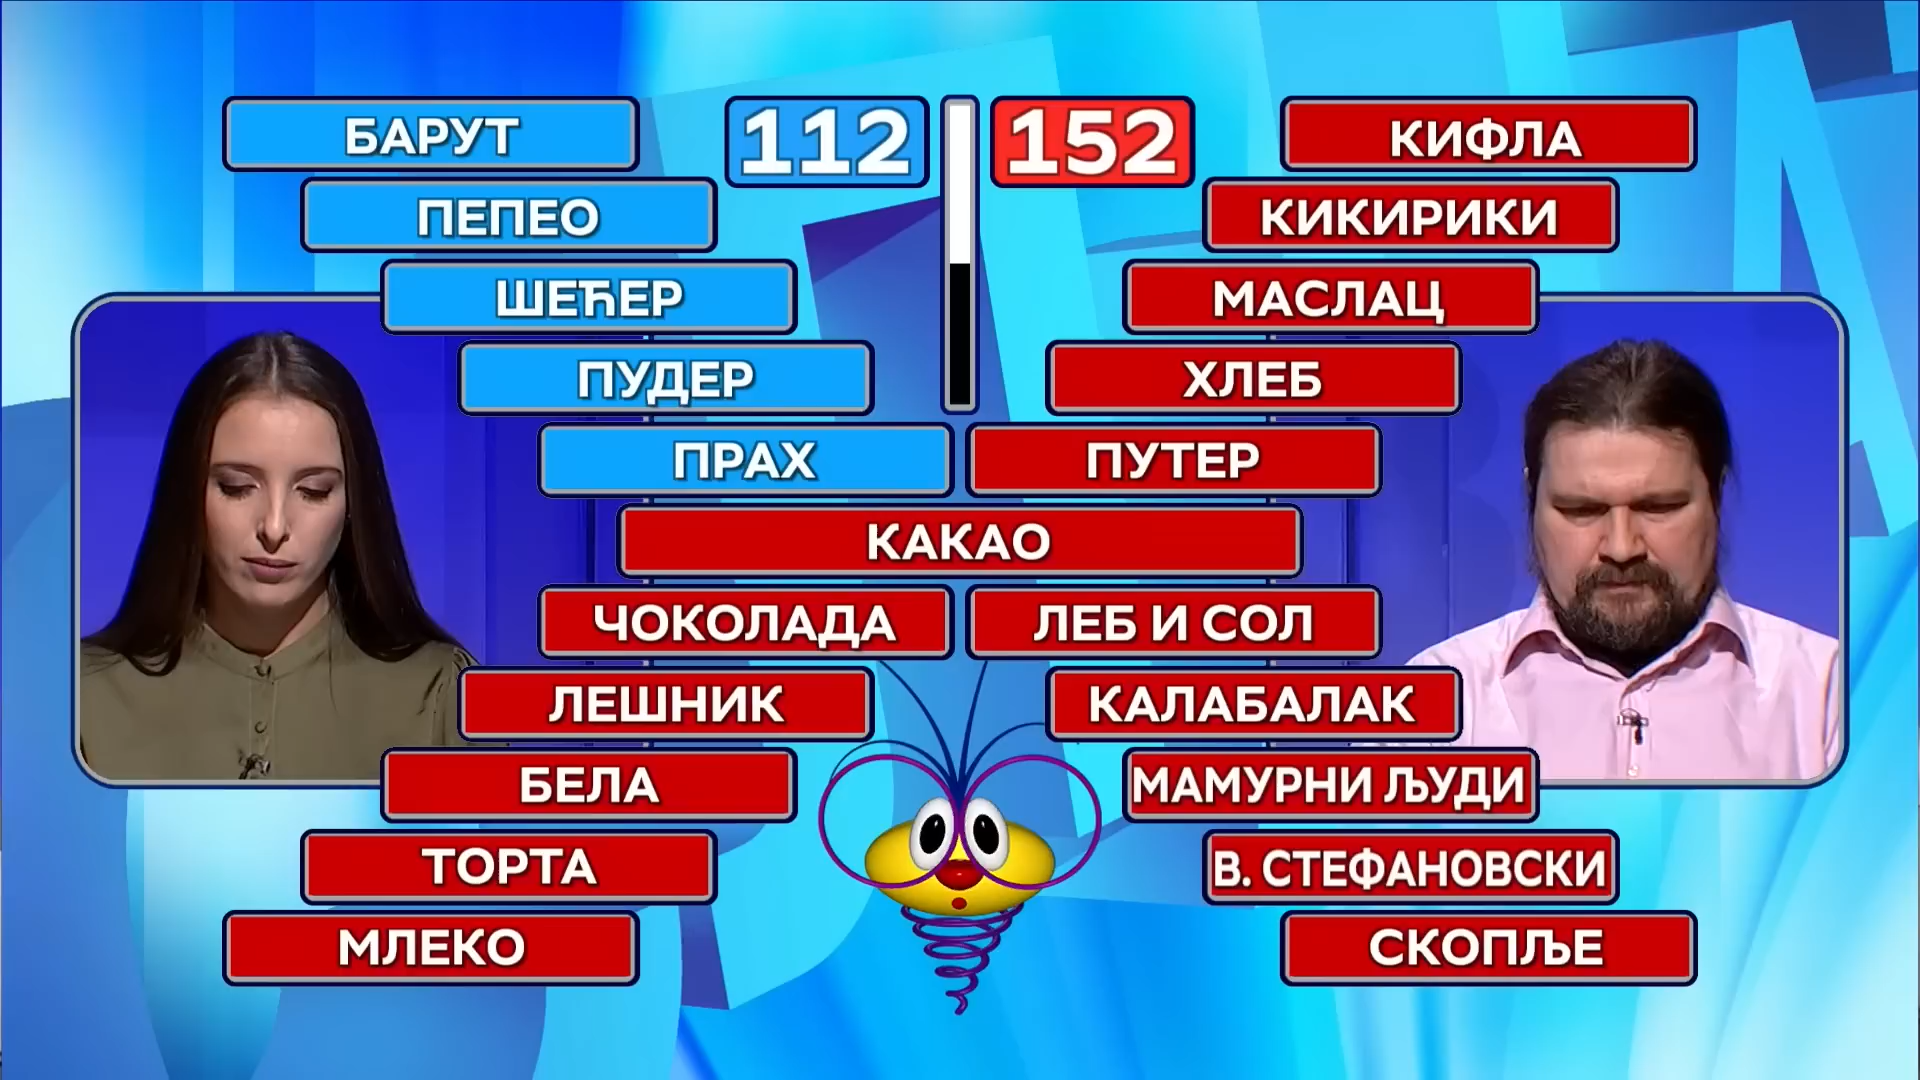 БАРУТ
112
152
КИФЛА
ПЕПЕО
КИКИРИКИ
ШЕЋЕР
МАСЛАЦ
ПУДЕР
ХЛЕБ
ПРАХ
ПУТЕР
КАКАО
ЧОКОЛАДА
ЛЕБ И СОЛ
ЛЕШНИК
КАЛАБАЛАК
БЕЛА
МАМУРНИ ЉУДИ
ТОРТА
В. СТЕФАНОВСКИ
МЛЕКО
СКОПЉЕ